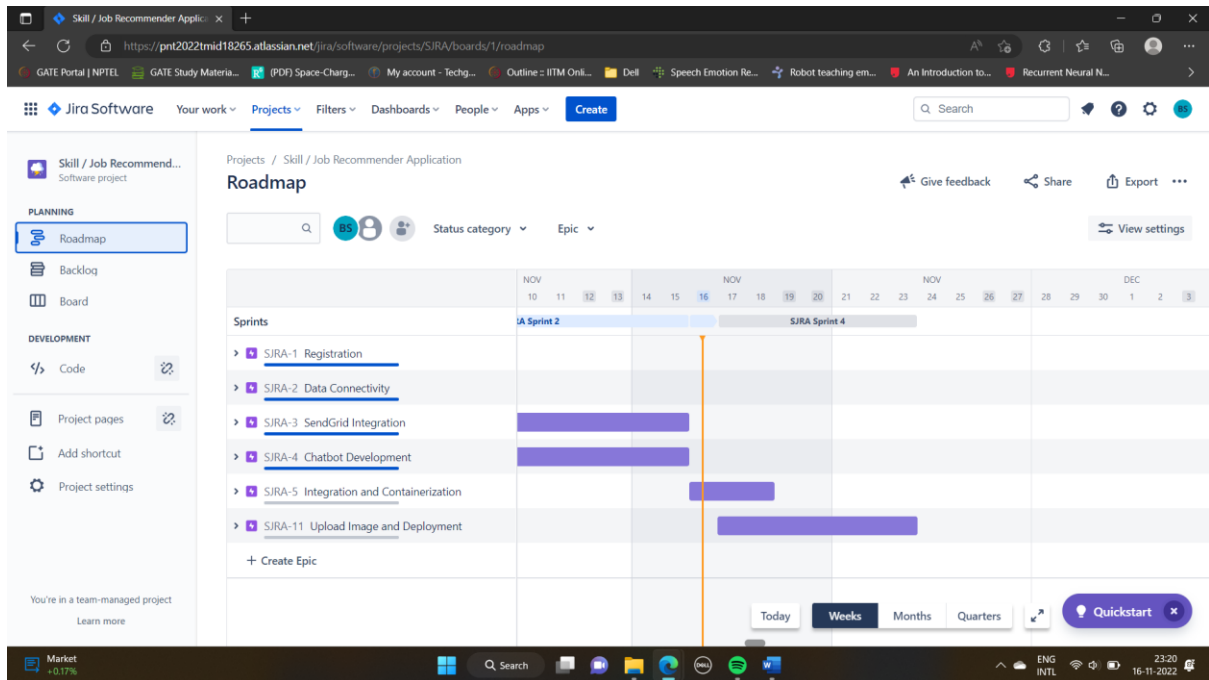 Skill / Job Recommender Applic
https://pnt2022tmid18265.atlassian.net/jira/software/projects/SJRA/boards/1/roadmap
GATE Portal | NPTEL GATE Study Materia... (PDF) Space-Charg... My account - Techg... Outline :: IITM Onli... Dell Speech Emotion Re... Robot teaching em... An Introduction to... Recurrent Neural N...
Jira Software Your work Projects Filters Dashboards People Apps Create Search BS
Skill / Job Recommend...
Software project
Projects / Skill / Job Recommender Application
Roadmap Give feedback Share Export
PLANNING
Roadmap
Backlog
Board
DEVELOPMENT
Code
Project pages
Add shortcut
Project settings
You're in a team-managed project
Learn more
BS Status category Epic View settings
NOV NOV NOV DEC
10 11 12 13 14 15 16 17 18 19 20 21 22 23 24 25 26 27 28 29 30 1 2 3
Sprints RA Sprint 2 SJRA Sprint 4
SJRA-1 Registration
SJRA-2 Data Connectivity
SJRA-3 SendGrid Integration
SJRA-4 Chatbot Development
SJRA-5 Integration and Containerization
SJRA-11 Upload Image and Deployment
+ Create Epic
Today Weeks Months Quarters Quickstart
Market
+0.17%
Search
DELL
ENG
INTL
23:20
16-11-2022